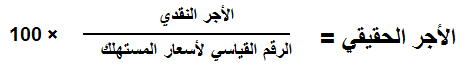 الأجر الحقيقي = الأجر النقدي
الرقم القياسي لأسعار المستهلك
× 100